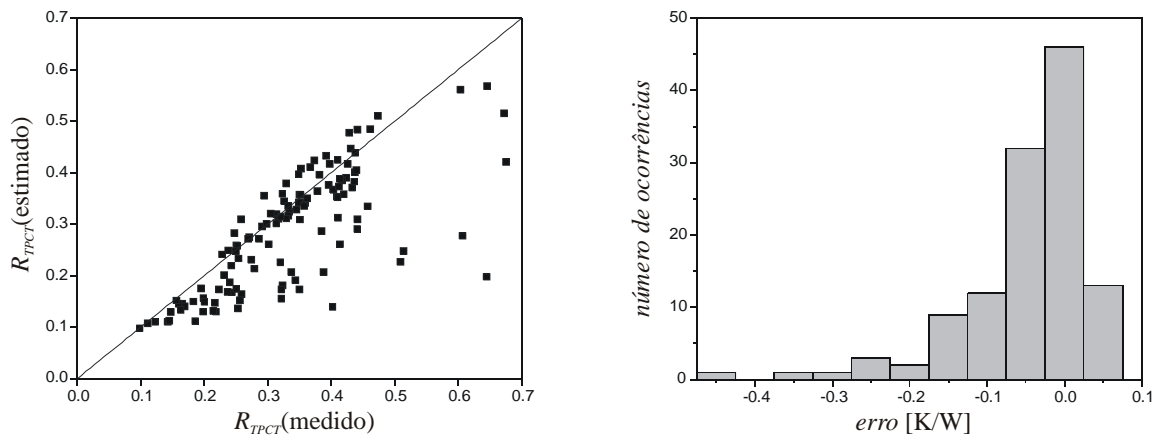 0.7
0.6
0.5
0.4
0.3
0.2
0.1
0.0
R_TPCT(estimado)
0.0 0.1 0.2 0.3 0.4 0.5 0.6 0.7
R_TPCT(medido)
50
40
30
20
10
0
número de ocorrências
-0.4 -0.3 -0.2 -0.1 0.0 0.1
erro [K/W]